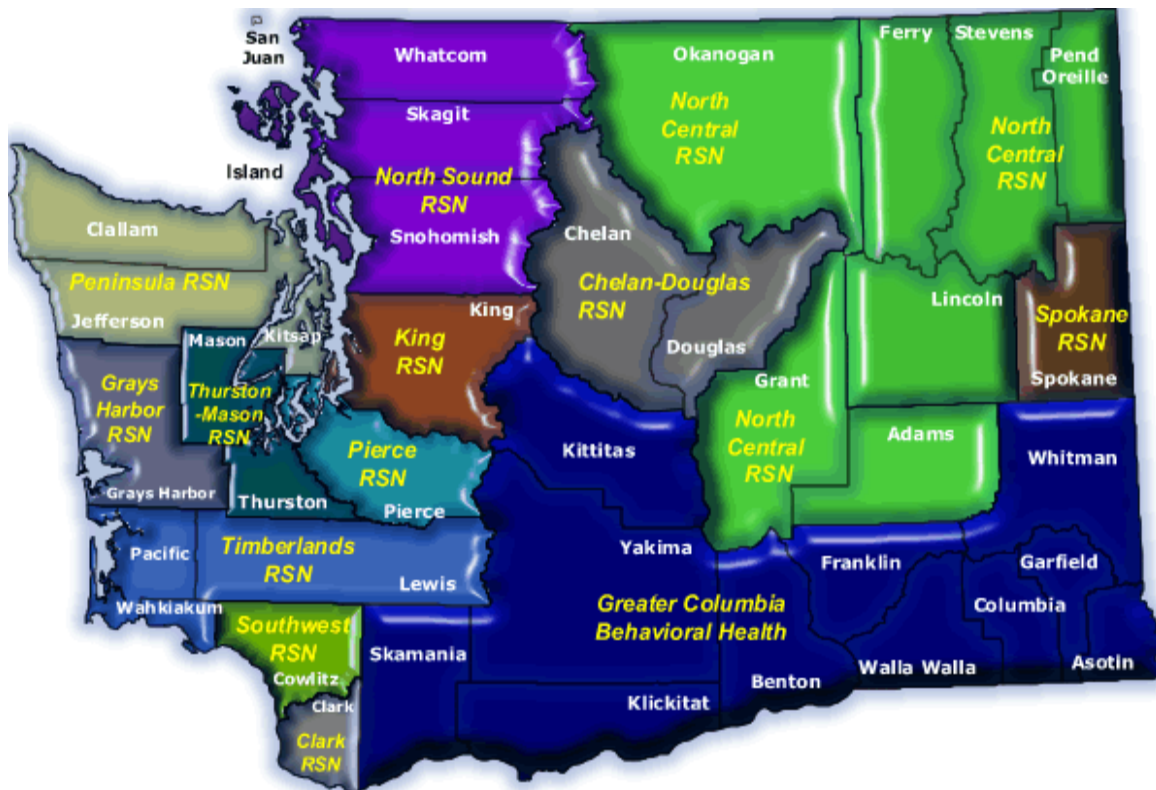 San
Juan
Whatcom
Okanogan
Ferry
Stevens
Pend
Oreille
Skagit
North
Central
RSN
North
Central
RSN
Island
North Sound
RSN
Clallam
Snohomish
Chelan
Peninsula RSN
Chelan-Douglas
RSN
Lincoln
Jefferson
Mason
Kitsap
King
King
RSN
Douglas
Spokane
RSN
Spokane
Grays
Harbor
RSN
Thurston
-Mason
RSN
Grant
North
Central
RSN
Adams
Pierce
RSN
Kittitas
Whitman
Grays Harbor
Thurston
Pierce
Pacific
Timberlands
RSN
Lewis
Yakima
Franklin
Garfield
Wahkiakum
Columbia
Greater Columbia
Behavioral Health
Southwest
RSN
Cowlitz
Skamania
Walla Walla
Asotin
Benton
Klickitat
Clark
Clark
RSN